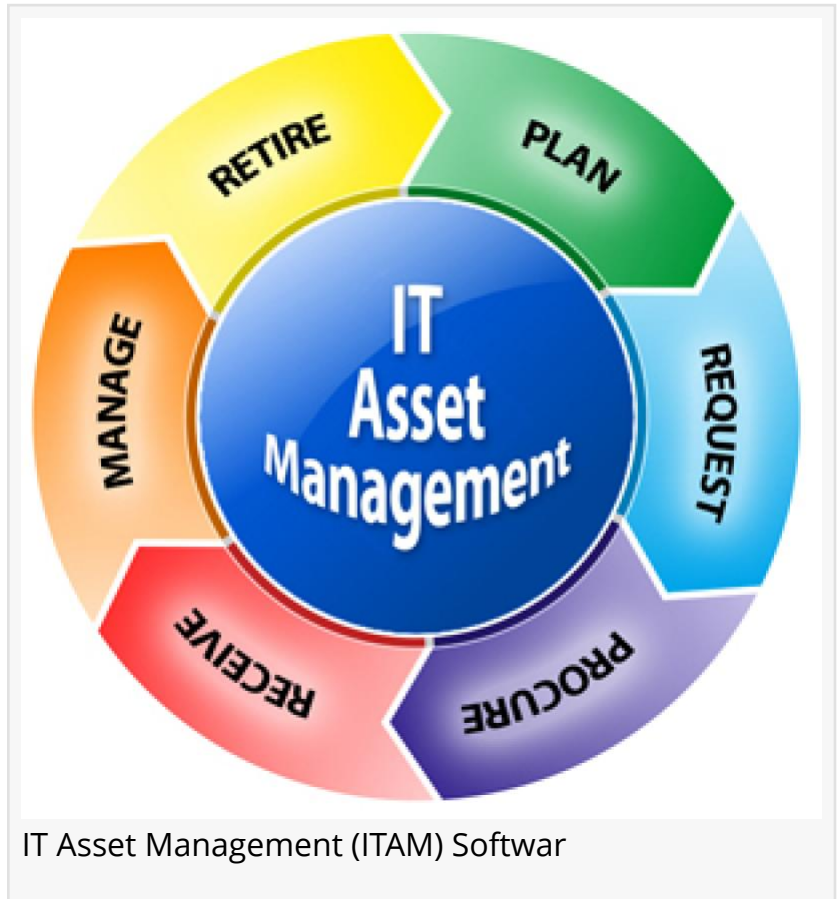 RETIRE
PLAN
REQUEST
PROCURE
RECEIVE
MANAGE
IT
Asset
Management
IT Asset Management (ITAM) Softwar